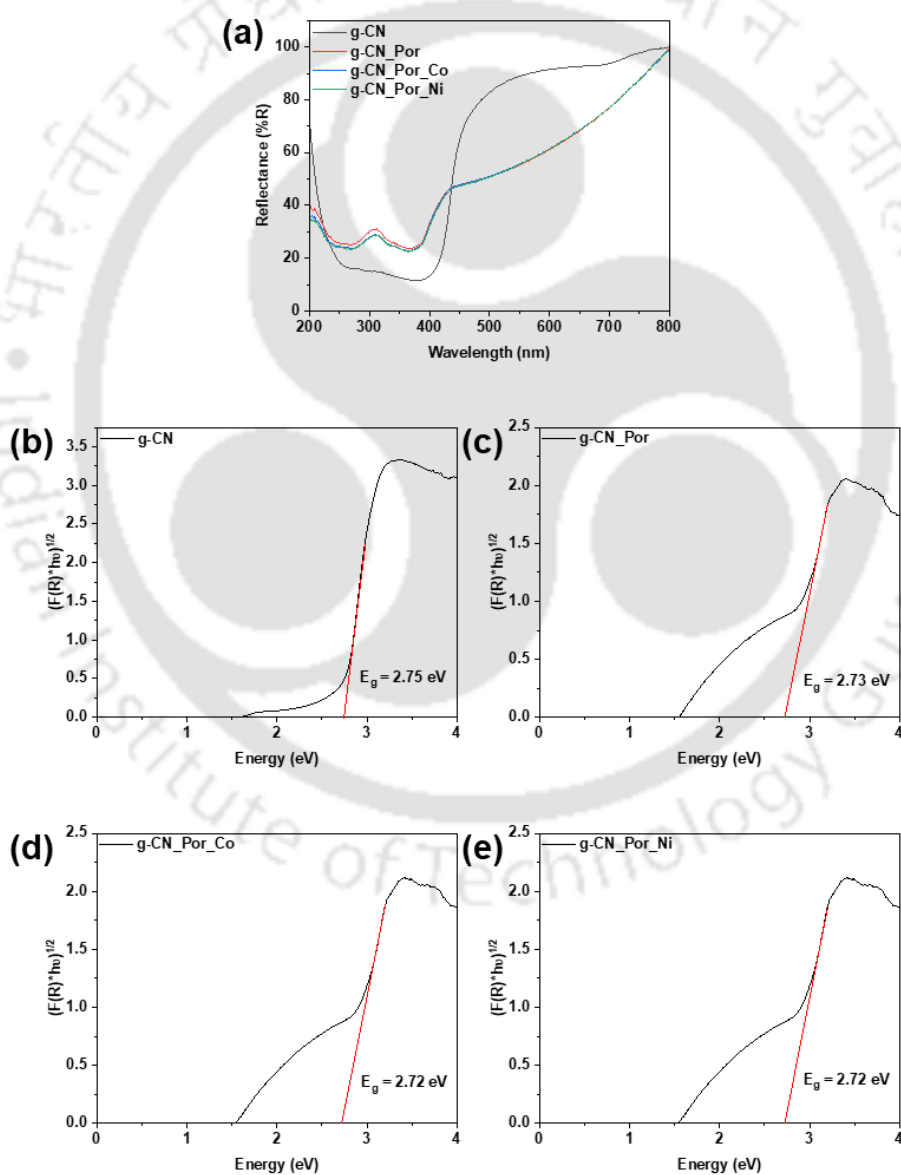 (a)
g-CN
g-CN_Por
g-CN_Por_Co
g-CN_Por_Ni
Reflectance (%R)
100
80
60
40
20
0
200 300 400 500 600 700 800
Wavelength (nm)
(b)
g-CN
(F(R)*hυ)^1/2
3.5
3.0
2.5
2.0
1.5
1.0
0.5
0.0
E_g = 2.75 eV
0 1 2 3 4
Energy (eV)
(c)
g-CN_Por
(F(R)*hυ)^1/2
2.5
2.0
1.5
1.0
0.5
0.0
E_g = 2.73 eV
0 1 2 3 4
Energy (eV)
(d)
g-CN_Por_Co
(F(R)*hυ)^1/2
2.5
2.0
1.5
1.0
0.5
0.0
E_g = 2.72 eV
0 1 2 3 4
Energy (eV)
(e)
g-CN_Por_Ni
(F(R)*hυ)^1/2
2.5
2.0
1.5
1.0
0.5
0.0
E_g = 2.72 eV
0 1 2 3 4
Energy (eV)
भारतीय
Indian Institute of Technology